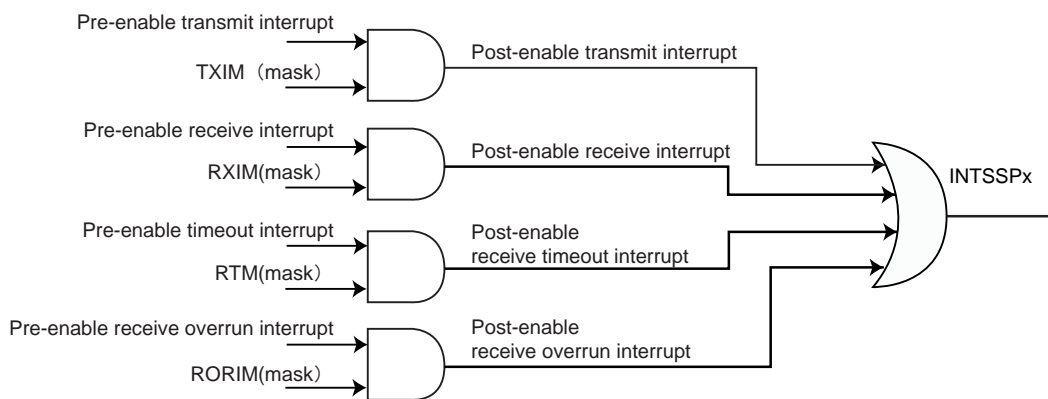 Pre-enable transmit interrupt
TXIM（mask）
Post-enable transmit interrupt
Pre-enable receive interrupt
RXIM(mask）
Post-enable receive interrupt
INTSSPx
Pre-enable timeout interrupt
RTM(mask）
Post-enable
receive timeout interrupt
Pre-enable receive overrun interrupt
RORIM(mask）
Post-enable
receive overrun interrupt